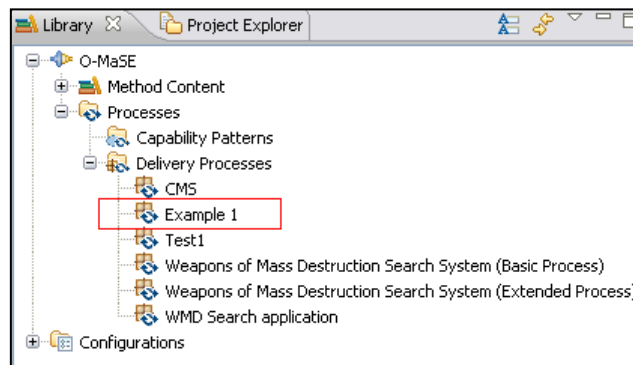 Library Project Explorer
O-MaSE
Method Content
Processes
Capability Patterns
Delivery Processes
CMS
Example 1
Test1
Weapons of Mass Destruction Search System (Basic Process)
Weapons of Mass Destruction Search System (Extended Process)
WMD Search application
Configurations